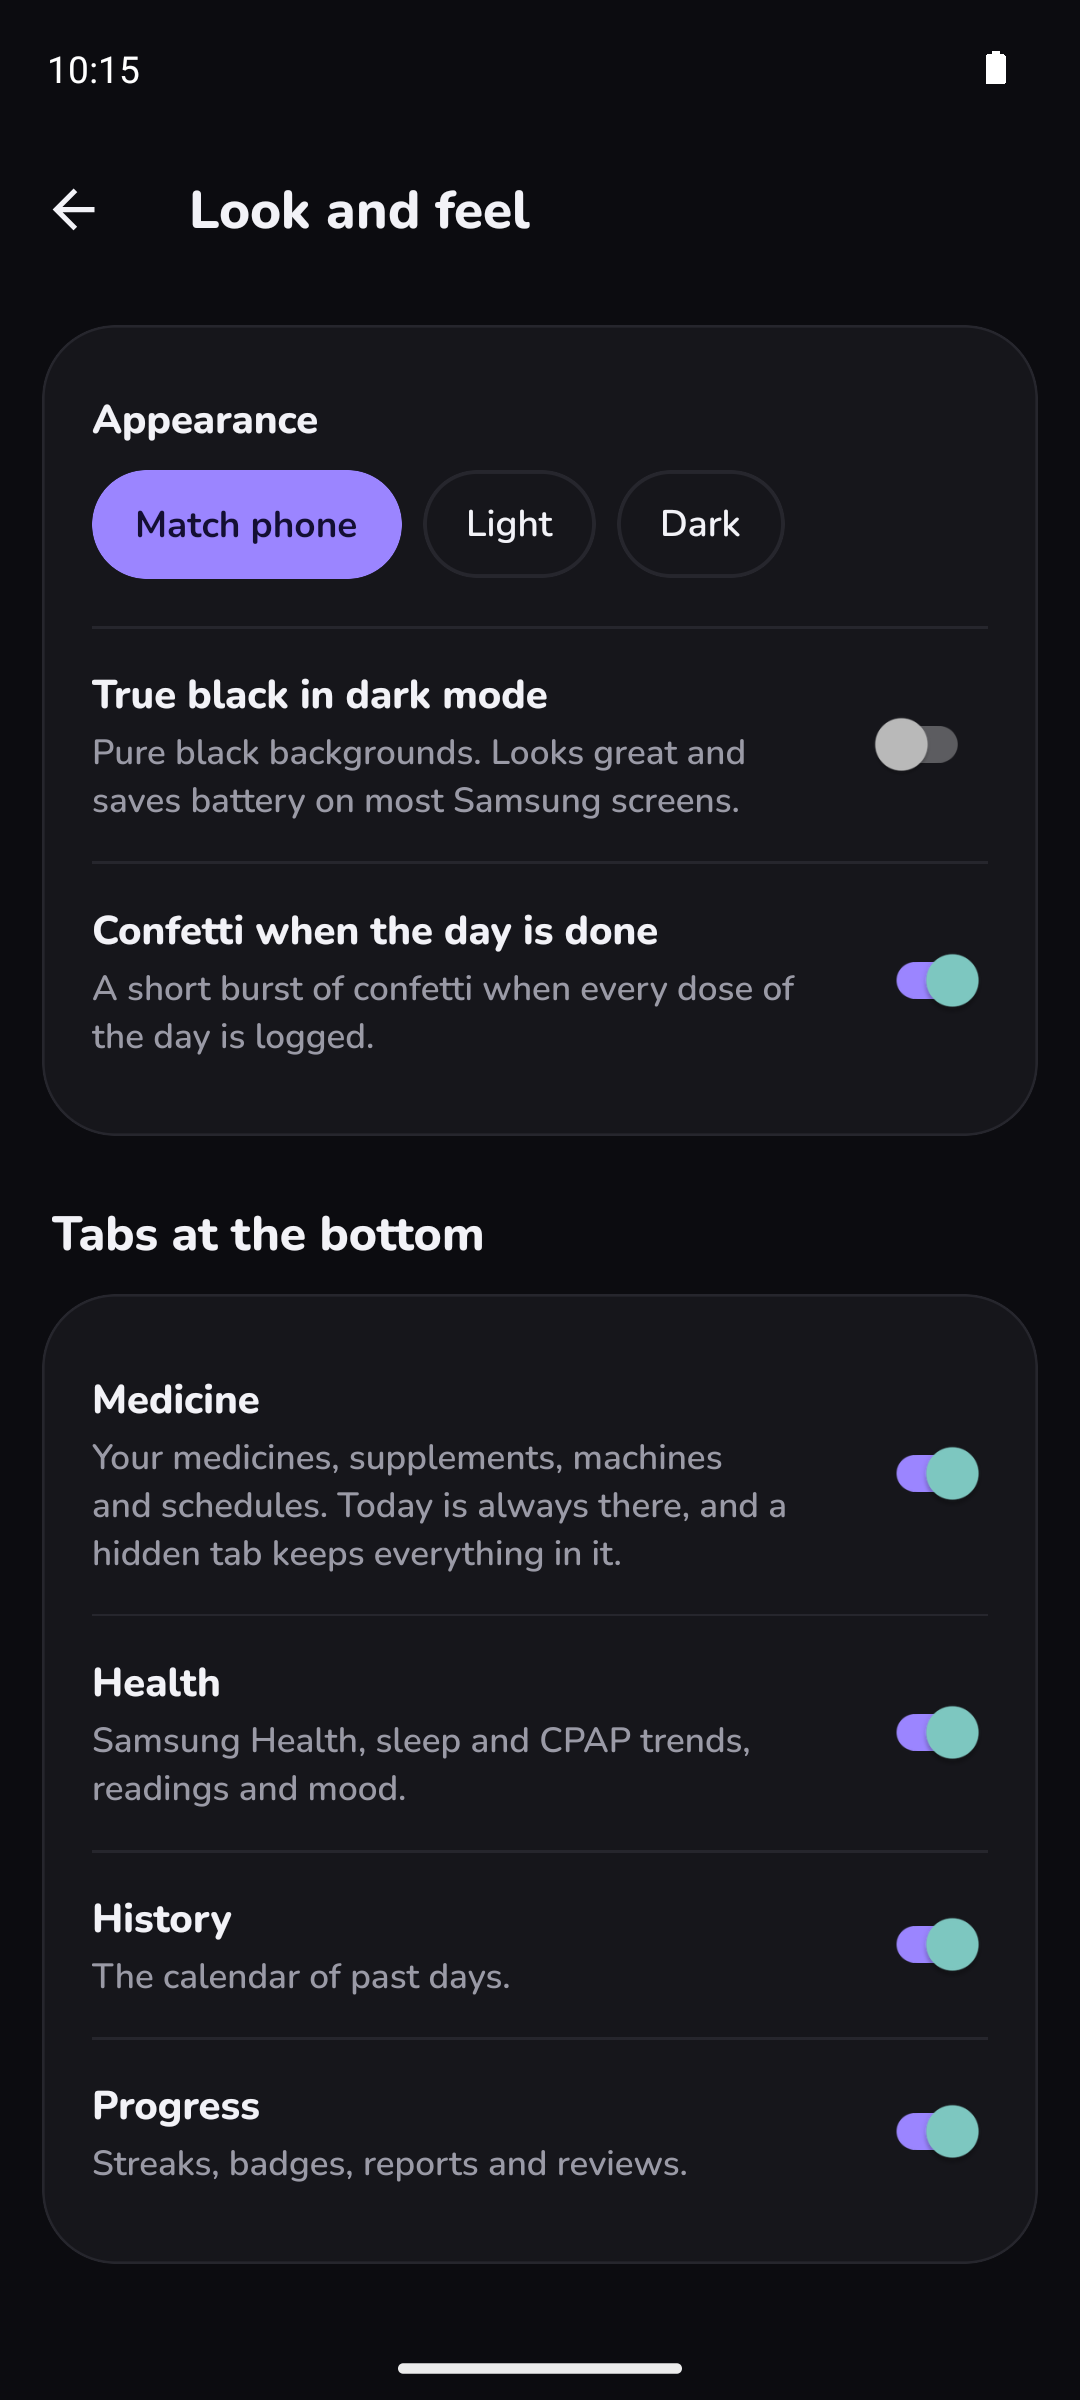 10:15
Look and feel
Appearance
Match phone
Light
Dark
True black in dark mode
Pure black backgrounds. Looks great and
saves battery on most Samsung screens.
Confetti when the day is done
A short burst of confetti when every dose of
the day is logged.
Tabs at the bottom
Medicine
Your medicines, supplements, machines
and schedules. Today is always there, and a
hidden tab keeps everything in it.
Health
Samsung Health, sleep and CPAP trends,
readings and mood.
History
The calendar of past days.
Progress
Streaks, badges, reports and reviews.